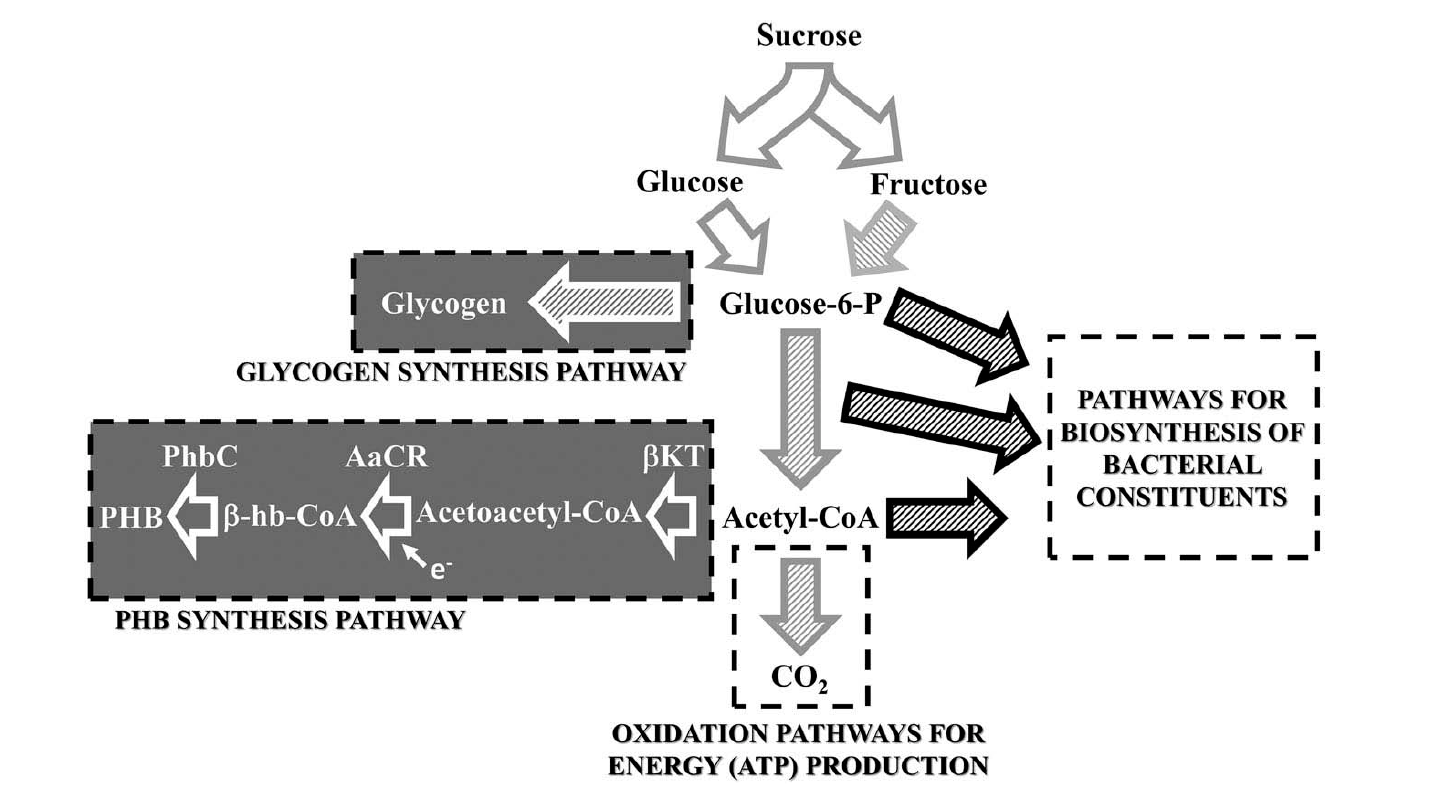 Sucrose
Glucose
Fructose
Glycogen
Glucose-6-P
GLYCOGEN SYNTHESIS PATHWAY
PATHWAYS FOR
BIOSYNTHESIS OF
BACTERIAL
CONSTITUENTS
PhbC
AaCR
βKT
PHB
β-hb-CoA
Acetoacetyl-CoA
Acetyl-CoA
e⁻
PHB SYNTHESIS PATHWAY
CO₂
OXIDATION PATHWAYS FOR
ENERGY (ATP) PRODUCTION